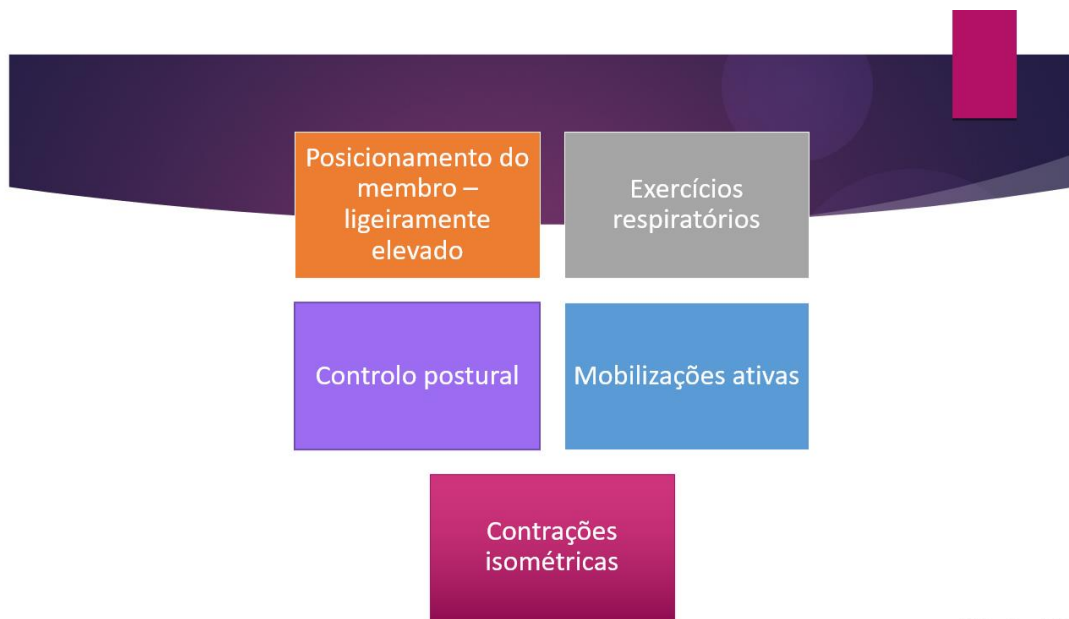 Posicionamento do
membro –
ligeiramente
elevado
Exercícios
respiratórios
Controlo postural
Mobilizações ativas
Contrações
isométricas